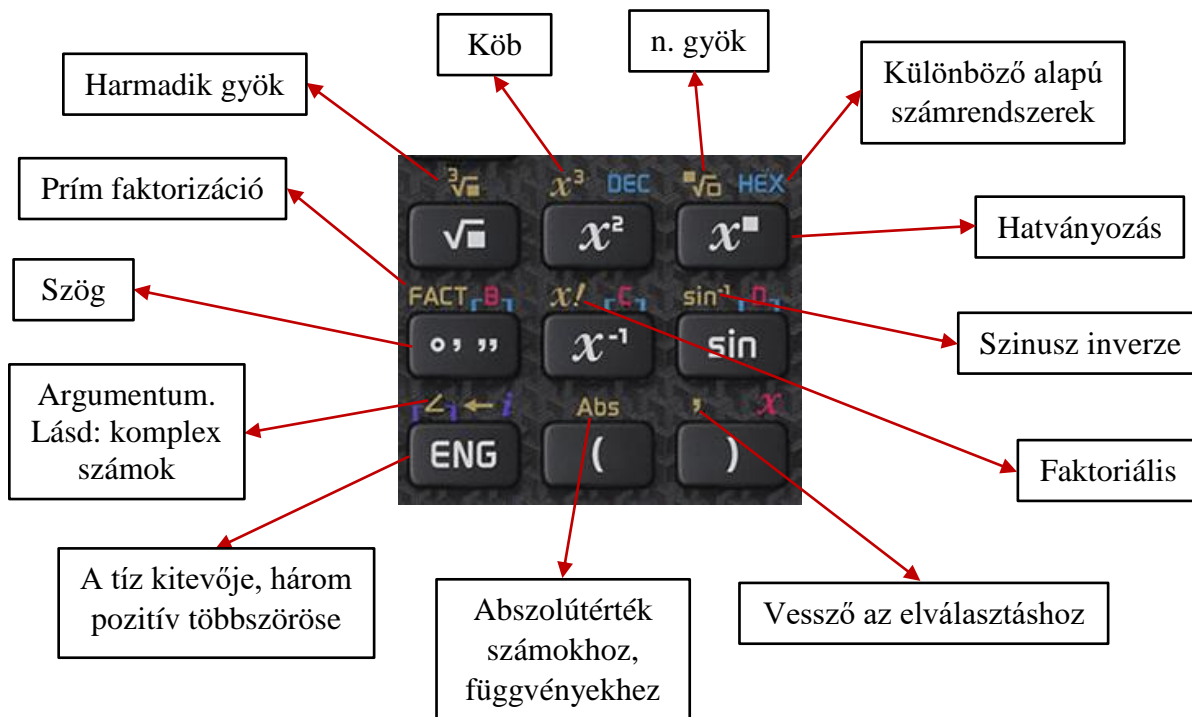 Köb
n. gyök
Harmadik gyök
Különböző alapú
számrendszerek
Prím faktorizáció
Hatványozás
Szög
Szinusz inverze
Argumentum.
Lásd: komplex
számok
Faktoriális
A tíz kitevője, három
pozitív többszöröse
Abszolútérték
számokhoz,
függvényekhez
Vessző az elválasztáshoz
³√■ x³ DEC ■√□ HEX
√■ x² x■
FACT B x! C sin⁻¹ D
° ’ ” x⁻¹ sin
∠ ← i Abs , x
ENG ( )